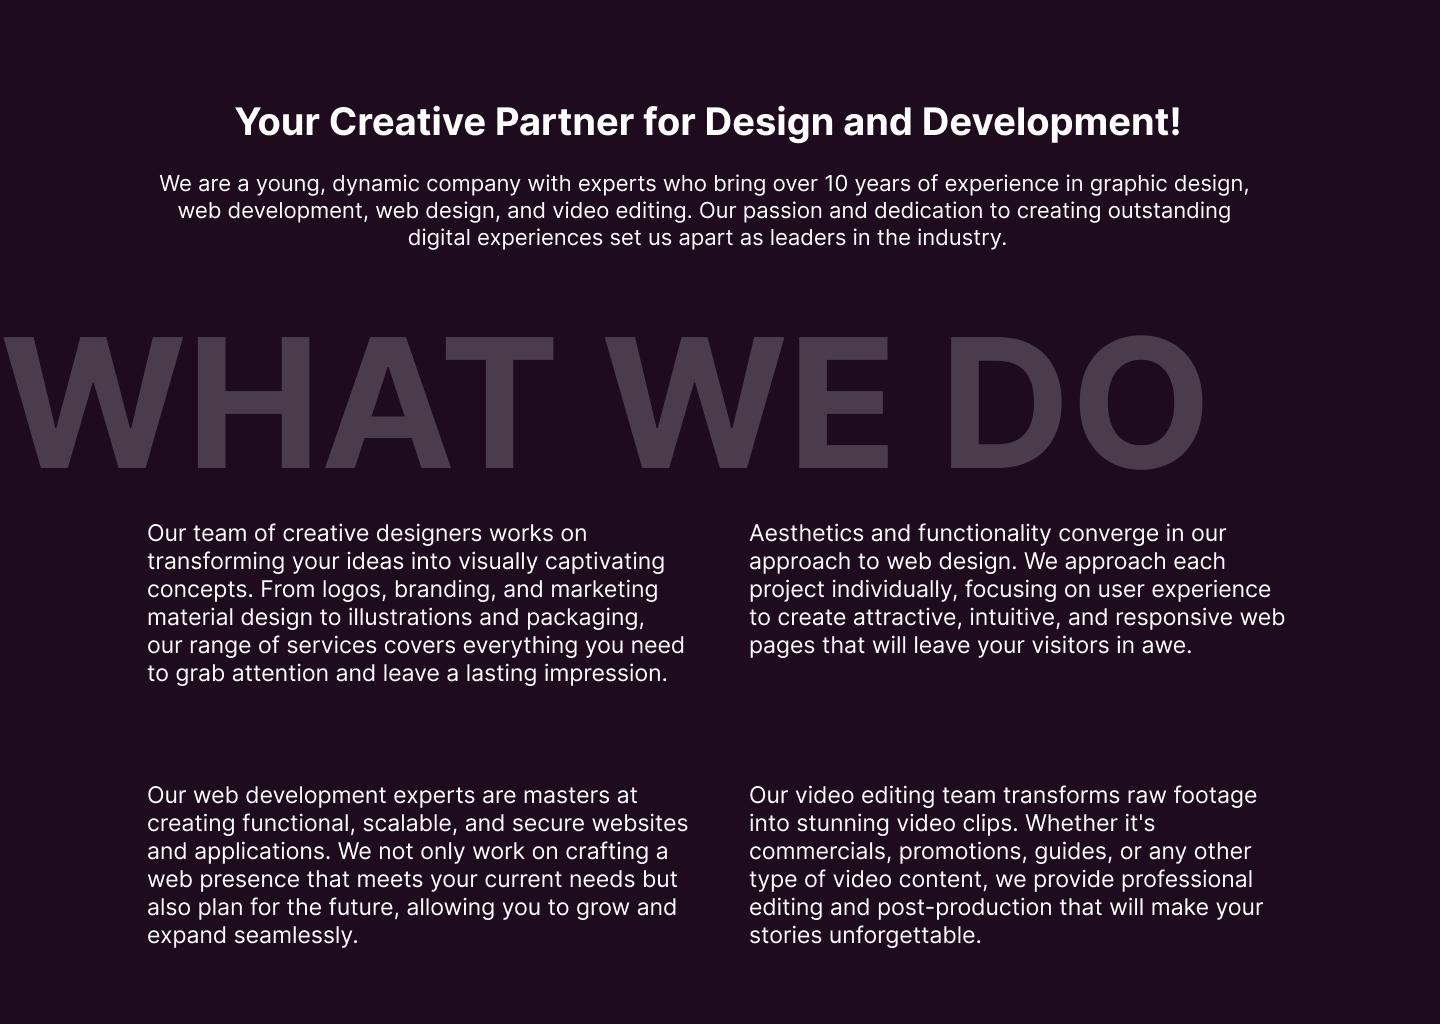 Your Creative Partner for Design and Development!
We are a young, dynamic company with experts who bring over 10 years of experience in graphic design,
web development, web design, and video editing. Our passion and dedication to creating outstanding
digital experiences set us apart as leaders in the industry.
WHAT WE DO
Our team of creative designers works on
transforming your ideas into visually captivating
concepts. From logos, branding, and marketing
material design to illustrations and packaging,
our range of services covers everything you need
to grab attention and leave a lasting impression.
Aesthetics and functionality converge in our
approach to web design. We approach each
project individually, focusing on user experience
to create attractive, intuitive, and responsive web
pages that will leave your visitors in awe.
Our web development experts are masters at
creating functional, scalable, and secure websites
and applications. We not only work on crafting a
web presence that meets your current needs but
also plan for the future, allowing you to grow and
expand seamlessly.
Our video editing team transforms raw footage
into stunning video clips. Whether it's
commercials, promotions, guides, or any other
type of video content, we provide professional
editing and post-production that will make your
stories unforgettable.